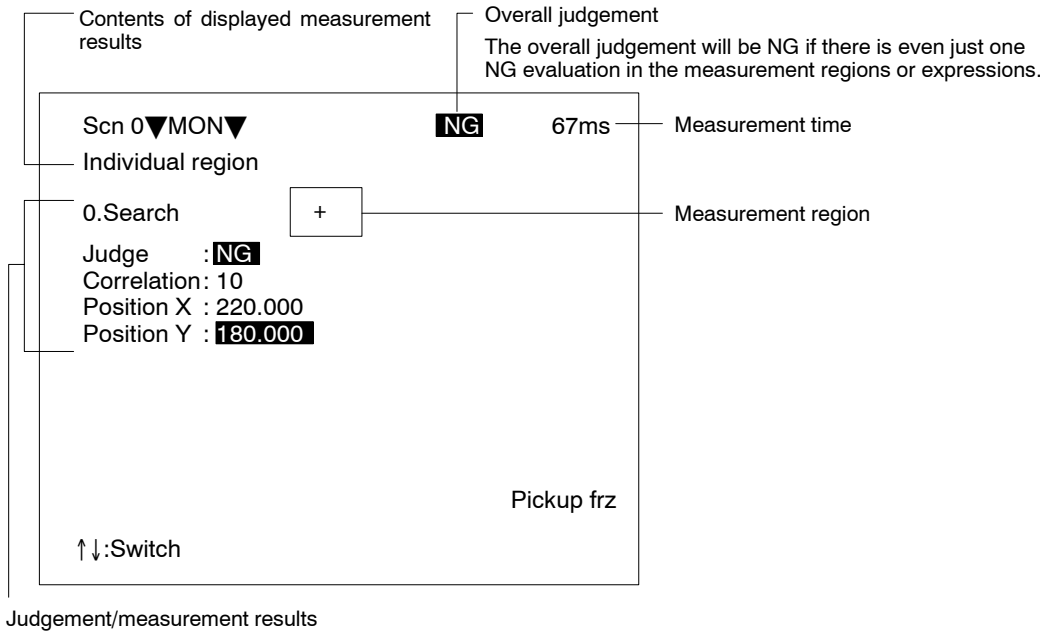 Contents of displayed measurement
results
Overall judgement
The overall judgement will be NG if there is even just one
NG evaluation in the measurement regions or expressions.
Scn 0▼MON▼ NG 67ms
Measurement time
Individual region
0.Search +
Measurement region
Judge : NG
Correlation: 10
Position X : 220.000
Position Y : 180.000
Pickup frz
↑↓:Switch
Judgement/measurement results